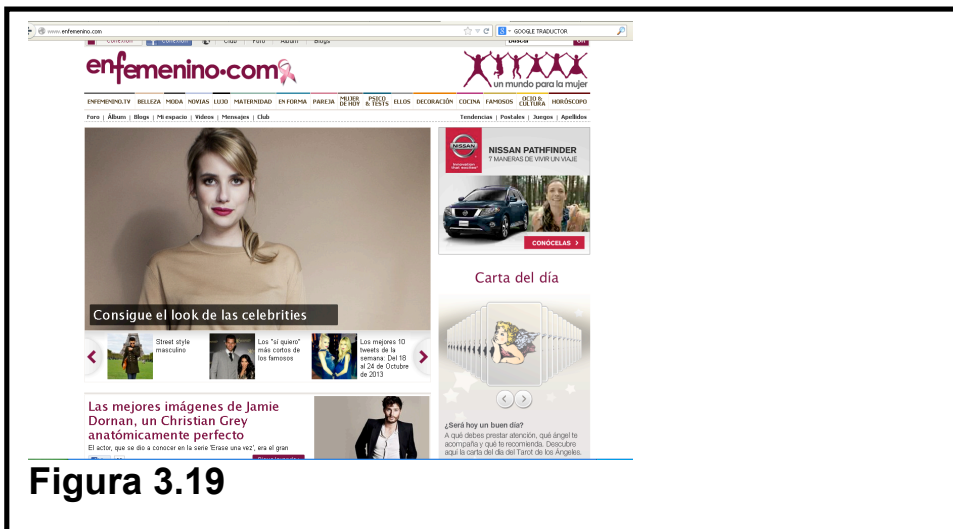 www.enfemenino.com
GOOGLE TRADUCTOR
Club Foro Album Blogs
enfemenino.com
un mundo para la mujer
ENFEMENINO.TV BELLEZA MODA NOVIAS LUJO MATERNIDAD EN FORMA PAREJA MUJER DE HOY PSICO & TESTS ELLOS DECORACIÓN COCINA FAMOSOS OCIO & CULTURA HORÓSCOPO
Foro | Álbum | Blogs | Mi espacio | Videos | Mensajes | Club
Tendencias | Postales | Juegos | Apellidos
NISSAN
NISSAN PATHFINDER
7 MANERAS DE VIVIR UN VIAJE
CONÓCELAS >
Consigue el look de las celebrities
Street style
masculino
Los "sí quiero"
más cortos de
los famosos
Los mejores 10
tweets de la
semana: Del 18
al 24 de Octubre
de 2013
Las mejores imágenes de Jamie
Dornan, un Christian Grey
anatómicamente perfecto
El actor, que se dio a conocer en la serie 'Erase una vez', era el gran
Carta del día
¿Será hoy un buen día?
A qué debes prestar atención, qué ángel te
acompaña y qué te recomienda. Descubre
aquí la carta del día del Tarot de los Ángeles.
Figura 3.19